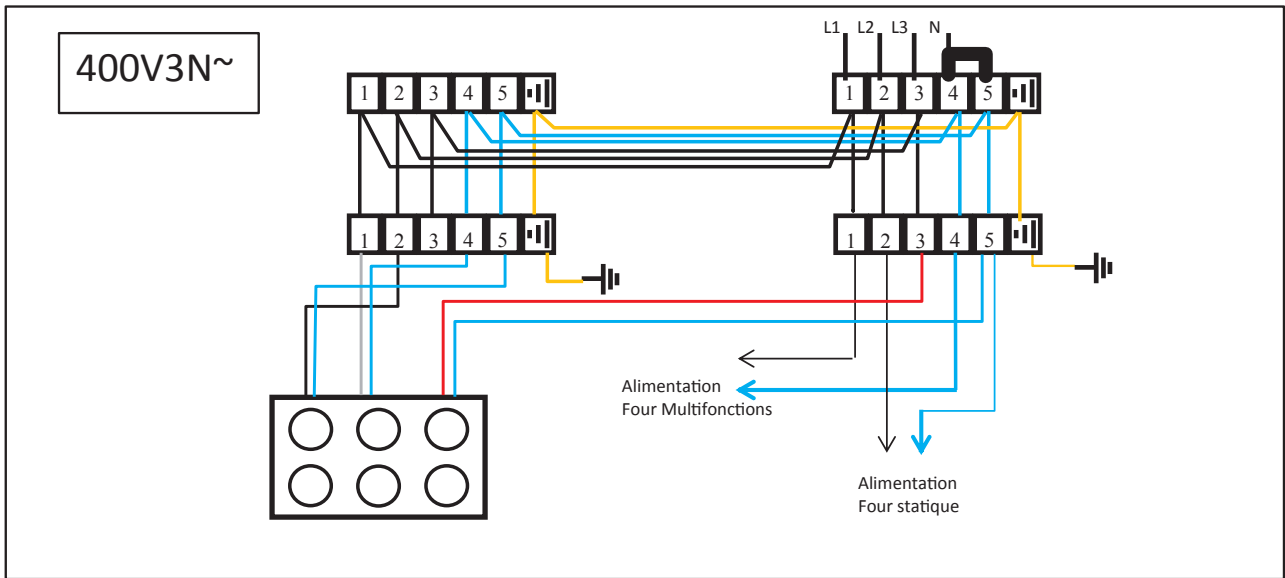 400V3N~
L1 L2 L3 N
1 2 3 4 5
1 2 3 4 5
1 2 3 4 5
1 2 3 4 5
Alimentation
Four Multifonctions
Alimentation
Four statique